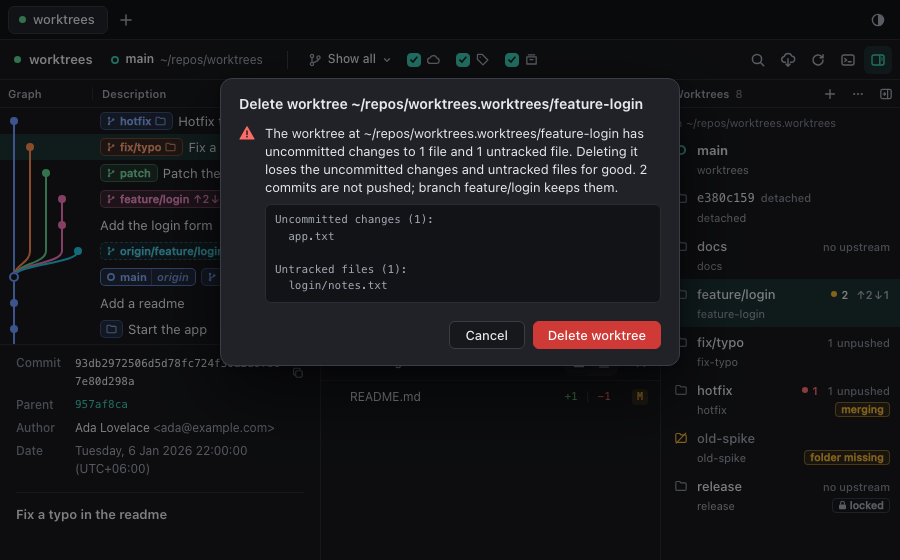 worktrees
worktrees main ~/repos/worktrees Show all
Graph Description
Worktrees 8
~/repos/worktrees.worktrees
Delete worktree ~/repos/worktrees.worktrees/feature-login
The worktree at ~/repos/worktrees.worktrees/feature-login has
uncommitted changes to 1 file and 1 untracked file. Deleting it
loses the uncommitted changes and untracked files for good. 2
commits are not pushed; branch feature/login keeps them.
Uncommitted changes (1):
app.txt
Untracked files (1):
login/notes.txt
Cancel Delete worktree
hotfix Hotfix
fix/typo Fix a
patch Patch the
feature/login ↑2
Add the login form
origin/feature/login
main origin
Add a readme
Start the app
main
worktrees
e380c159 detached
detached
docs no upstream
docs
feature/login 2 ↑2↓1
feature-login
fix/typo 1 unpushed
fix-typo
hotfix 1 1 unpushed
hotfix merging
old-spike
old-spike folder missing
release no upstream
release locked
Commit 93db2972506d5d78fc724f
7e80d298a
Parent 957af8ca
Author Ada Lovelace <ada@example.com>
Date Tuesday, 6 Jan 2026 22:00:00
(UTC+06:00)
Fix a typo in the readme
README.md +1 −1 M